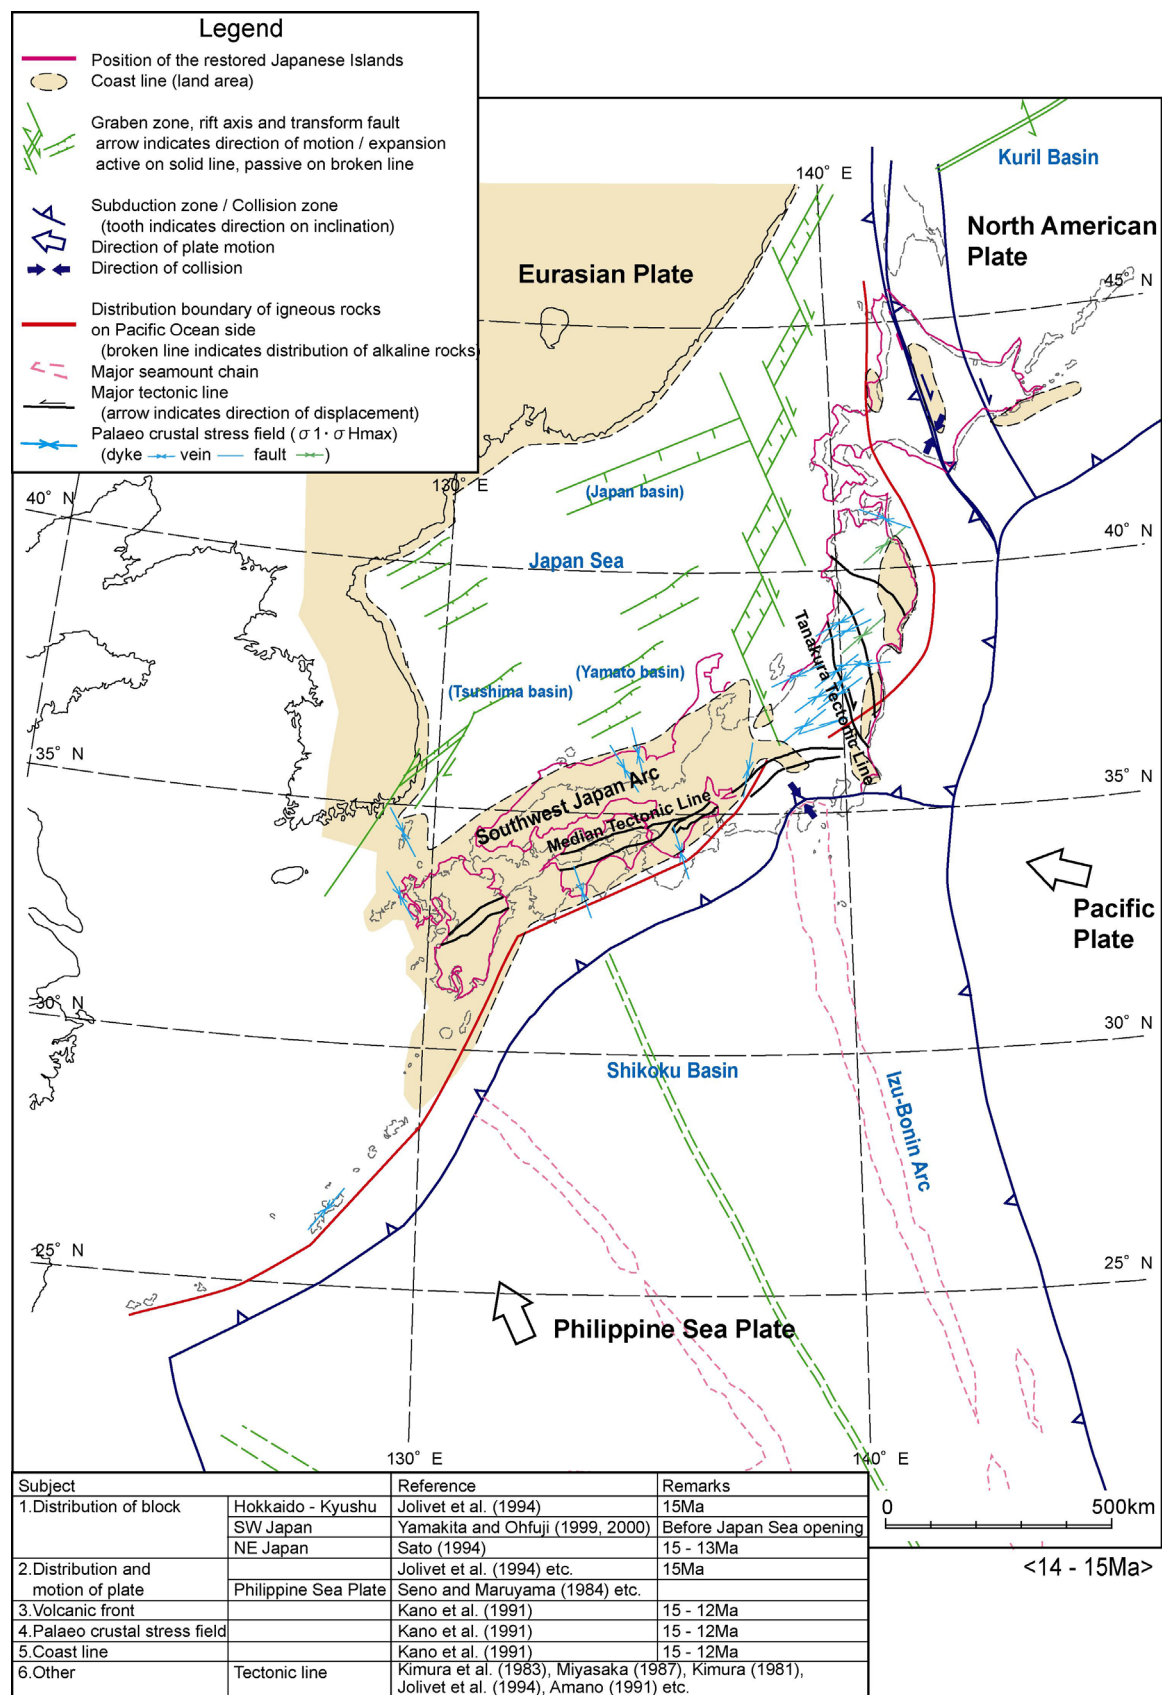 Legend
Position of the restored Japanese Islands
Coast line (land area)
Graben zone, rift axis and transform fault
arrow indicates direction of motion / expansion
active on solid line, passive on broken line
Subduction zone / Collision zone
(tooth indicates direction on inclination)
Direction of plate motion
Direction of collision
Distribution boundary of igneous rocks
on Pacific Ocean side
(broken line indicates distribution of alkaline rocks)
Major seamount chain
Major tectonic line
(arrow indicates direction of displacement)
Palaeo crustal stress field (σ1・σHmax)
(dyke vein fault )
Kuril Basin
140° E
North American
Plate
Eurasian Plate
45° N
130° E
(Japan basin)
40° N
40° N
Japan Sea
Tanakura Tectonic Line
(Yamato basin)
(Tsushima basin)
35° N
35° N
Southwest Japan Arc
Median Tectonic Line
Pacific
Plate
30° N
30° N
Shikoku Basin
Izu-Bonin Arc
25° N
25° N
Philippine Sea Plate
130° E
140° E
0 500km
<14 - 15Ma>
Subject Reference Remarks
1.Distribution of block Hokkaido - Kyushu Jolivet et al. (1994) 15Ma
SW Japan Yamakita and Ohfuji (1999, 2000) Before Japan Sea opening
NE Japan Sato (1994) 15 - 13Ma
2.Distribution and Jolivet et al. (1994) etc. 15Ma
motion of plate Philippine Sea Plate Seno and Maruyama (1984) etc.
3.Volcanic front Kano et al. (1991) 15 - 12Ma
4.Palaeo crustal stress field Kano et al. (1991) 15 - 12Ma
5.Coast line Kano et al. (1991) 15 - 12Ma
6.Other Tectonic line Kimura et al. (1983), Miyasaka (1987), Kimura (1981),
Jolivet et al. (1994), Amano (1991) etc.